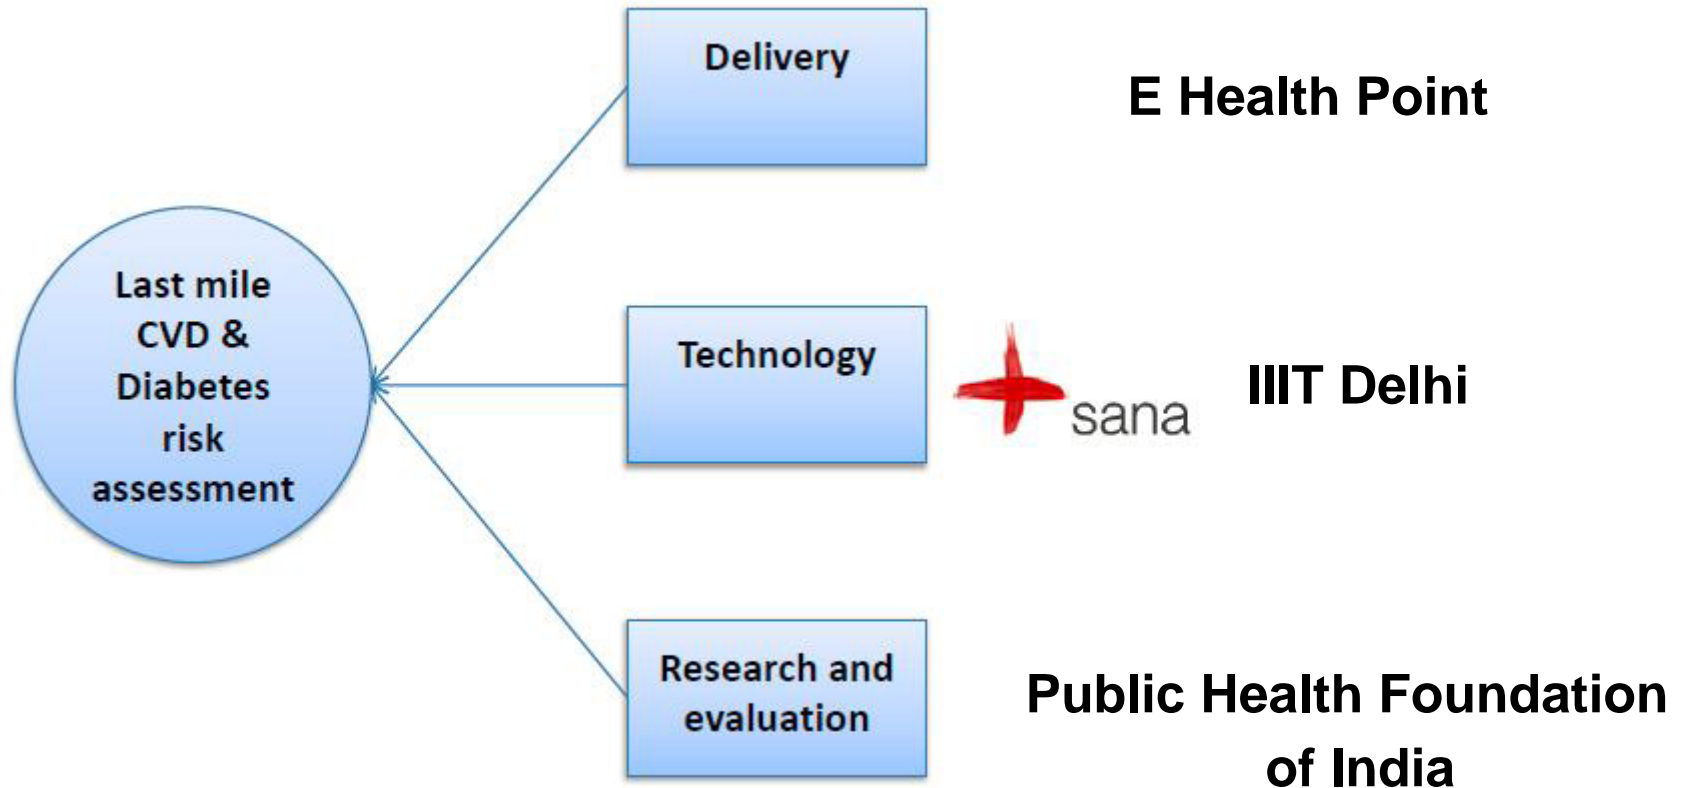 Delivery
E Health Point
Last mile
CVD &
Diabetes
risk
assessment
Technology
sana
IIIT Delhi
Research and
evaluation
Public Health Foundation
of India